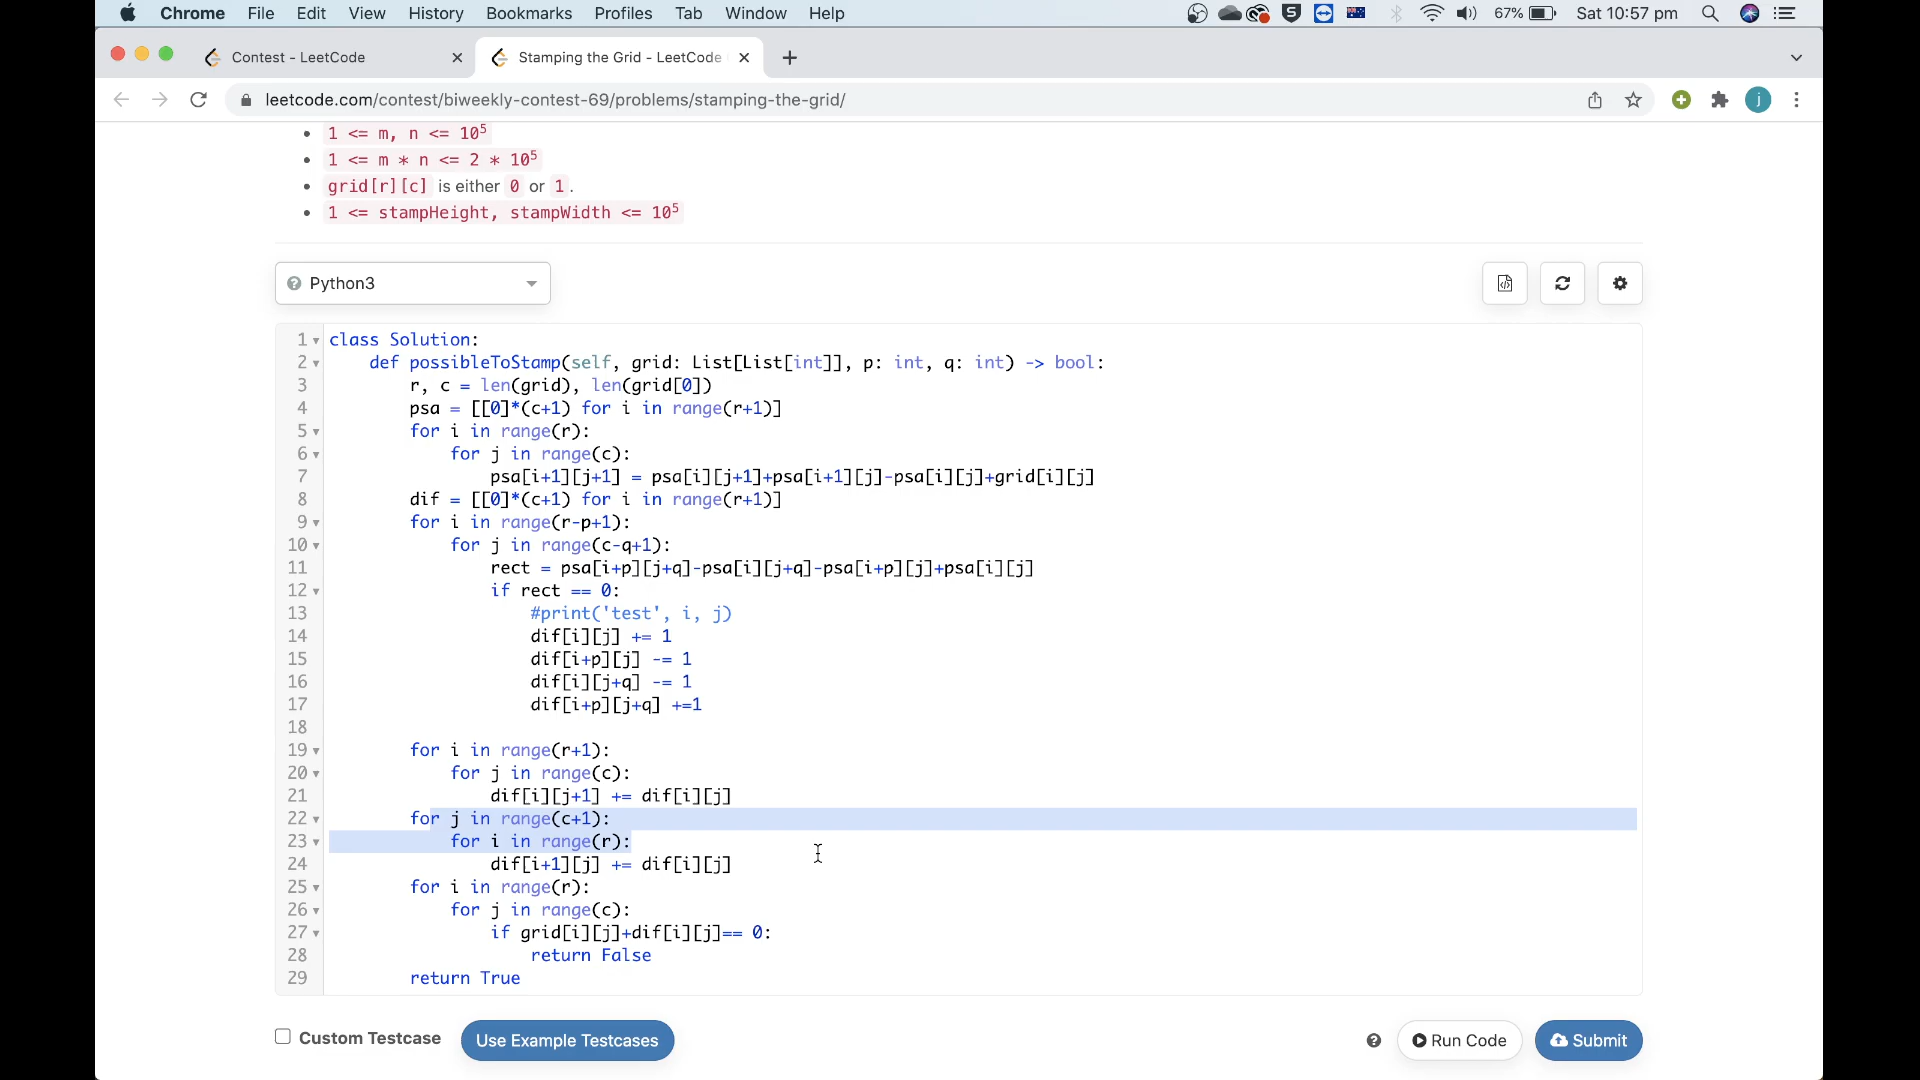 Chrome File Edit View History Bookmarks Profiles Tab Window Help 67% Sat 10:57 pm
Contest - LeetCode
Stamping the Grid - LeetCode
leetcode.com/contest/biweekly-contest-69/problems/stamping-the-grid/
j
• 1 <= m, n <= 10⁵
• 1 <= m * n <= 2 * 10⁵
• grid[r][c] is either 0 or 1.
• 1 <= stampHeight, stampWidth <= 10⁵
Python3
1 class Solution:
2     def possibleToStamp(self, grid: List[List[int]], p: int, q: int) -> bool:
3         r, c = len(grid), len(grid[0])
4         psa = [[0]*(c+1) for i in range(r+1)]
5         for i in range(r):
6             for j in range(c):
7                 psa[i+1][j+1] = psa[i][j+1]+psa[i+1][j]-psa[i][j]+grid[i][j]
8         dif = [[0]*(c+1) for i in range(r+1)]
9         for i in range(r-p+1):
10             for j in range(c-q+1):
11                 rect = psa[i+p][j+q]-psa[i][j+q]-psa[i+p][j]+psa[i][j]
12                 if rect == 0:
13                     #print('test', i, j)
14                     dif[i][j] += 1
15                     dif[i+p][j] -= 1
16                     dif[i][j+q] -= 1
17                     dif[i+p][j+q] +=1
18
19         for i in range(r+1):
20             for j in range(c):
21                 dif[i][j+1] += dif[i][j]
22         for j in range(c+1):
23             for i in range(r):
24                 dif[i+1][j] += dif[i][j]
25         for i in range(r):
26             for j in range(c):
27                 if grid[i][j]+dif[i][j]== 0:
28                     return False
29         return True
Custom Testcase Use Example Testcases Run Code Submit